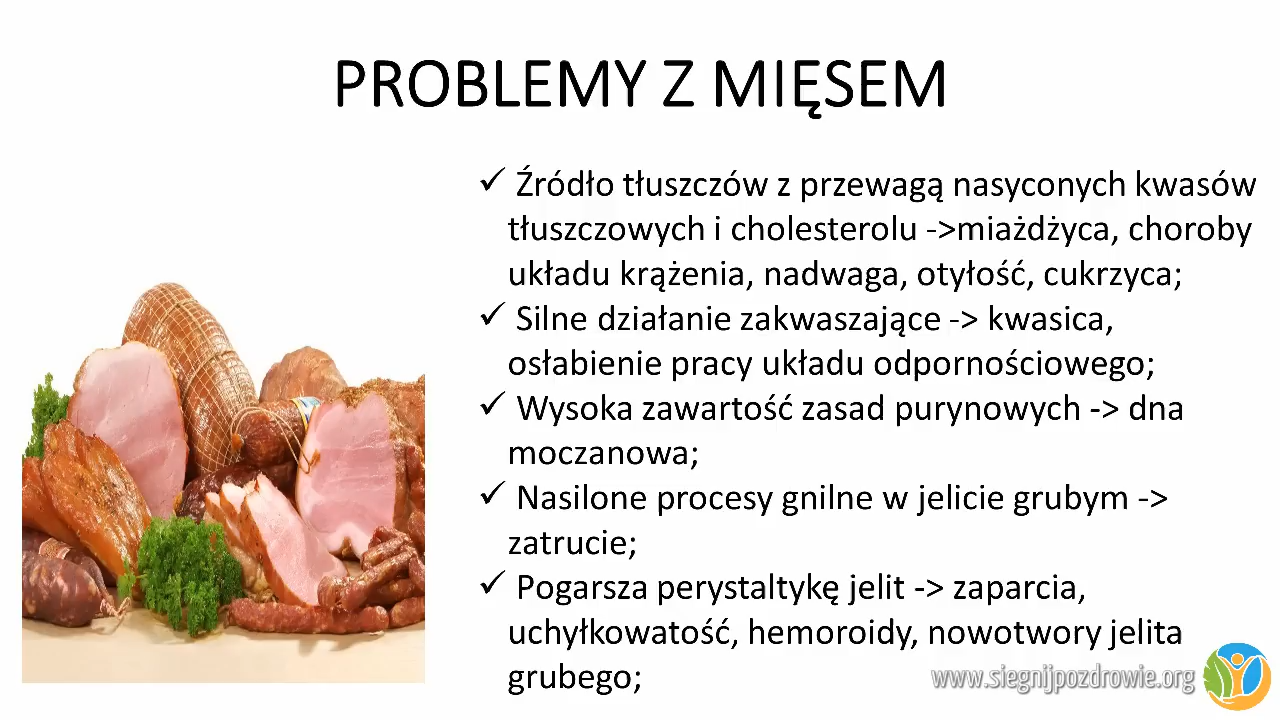 PROBLEMY Z MIĘSEM
✓ Źródło tłuszczów z przewagą nasyconych kwasów
tłuszczowych i cholesterolu ->miażdżyca, choroby
układu krążenia, nadwaga, otyłość, cukrzyca;
✓ Silne działanie zakwaszające -> kwasica,
osłabienie pracy układu odpornościowego;
✓ Wysoka zawartość zasad purynowych -> dna
moczanowa;
✓ Nasilone procesy gnilne w jelicie grubym ->
zatrucie;
✓ Pogarsza perystaltykę jelit -> zaparcia,
uchyłkowatość, hemoroidy, nowotwory jelita
grubego;
www.siegnijpozdrowie.org